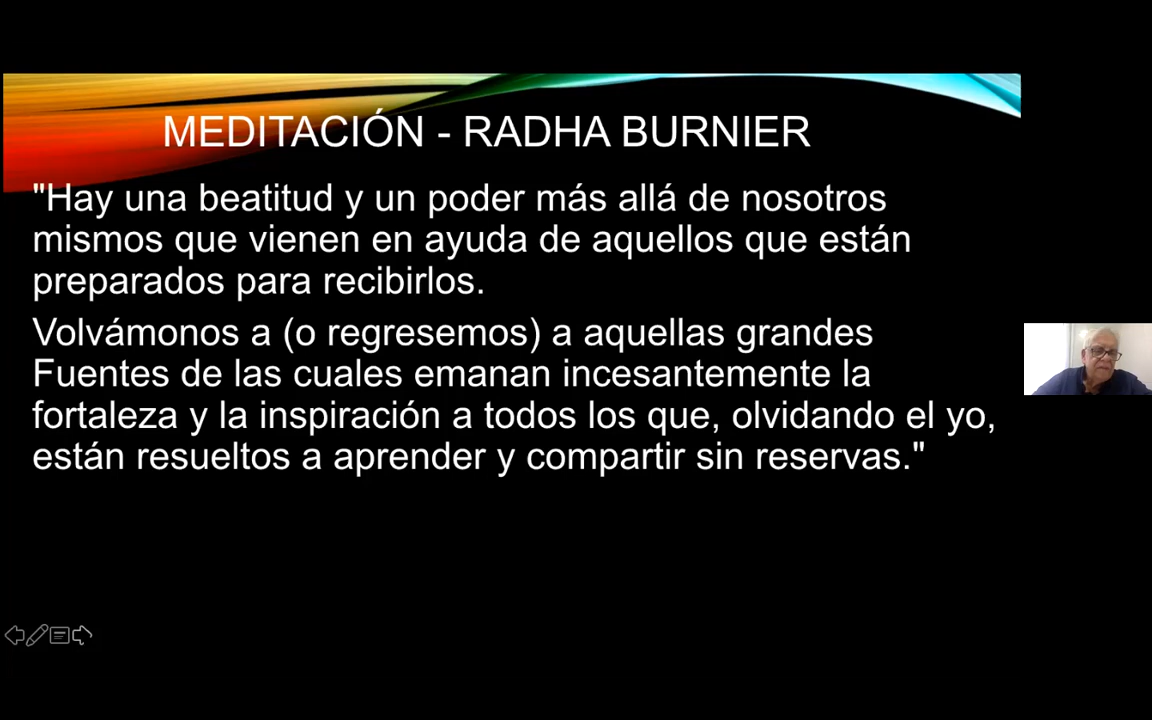 MEDITACIÓN - RADHA BURNIER
"Hay una beatitud y un poder más allá de nosotros
mismos que vienen en ayuda de aquellos que están
preparados para recibirlos.
Volvámonos a (o regresemos) a aquellas grandes
Fuentes de las cuales emanan incesantemente la
fortaleza y la inspiración a todos los que, olvidando el yo,
están resueltos a aprender y compartir sin reservas."